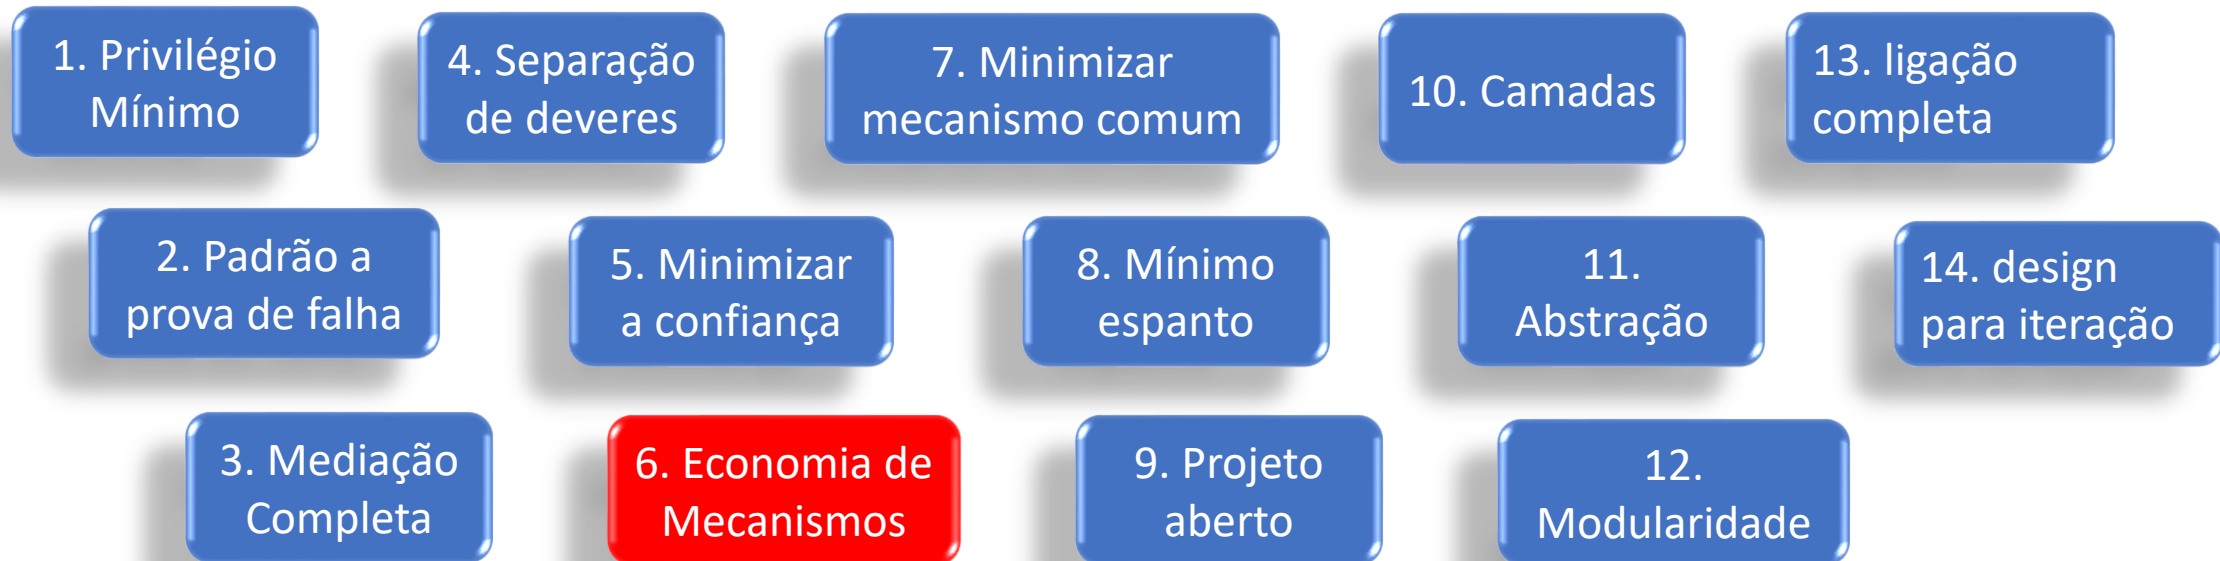 1. Privilégio
Mínimo
2. Padrão a
prova de falha
3. Mediação
Completa
4. Separação
de deveres
5. Minimizar
a confiança
6. Economia de
Mecanismos
7. Minimizar
mecanismo comum
8. Mínimo
espanto
9. Projeto
aberto
10. Camadas
11.
Abstração
12.
Modularidade
13. ligação
completa
14. design
para iteração